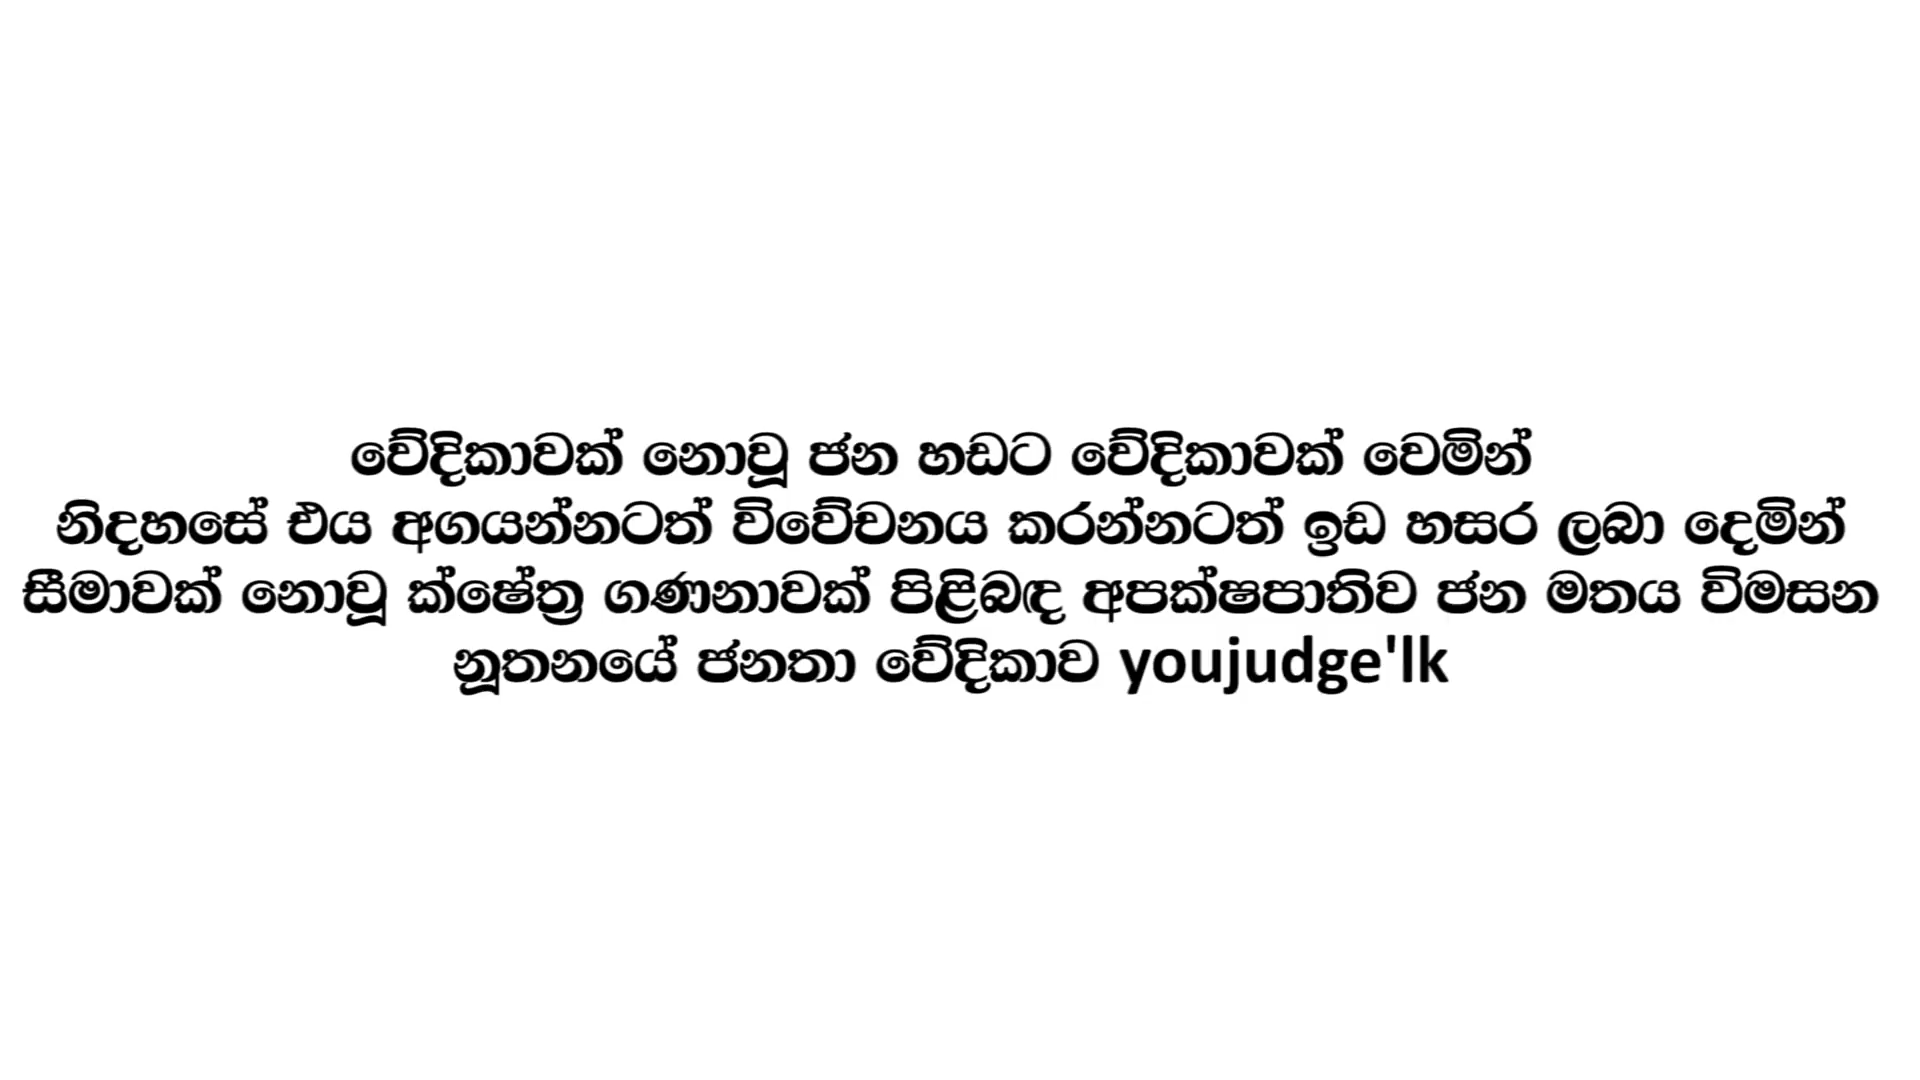 වේදිකාවක් නොවූ ජන හඩට වේදිකාවක් වෙමින්
නිදහසේ එය අගයන්නටත් විවේචනය කරන්නටත් ඉඩ හසර ලබා දෙමින්
සීමාවක් නොවූ ක්ෂේත්‍ර ගණනාවක් පිළිබඳ අපක්ෂපාතිව ජන මතය විමසන
නූතනයේ ජනතා වේදිකාව youjudge'lk